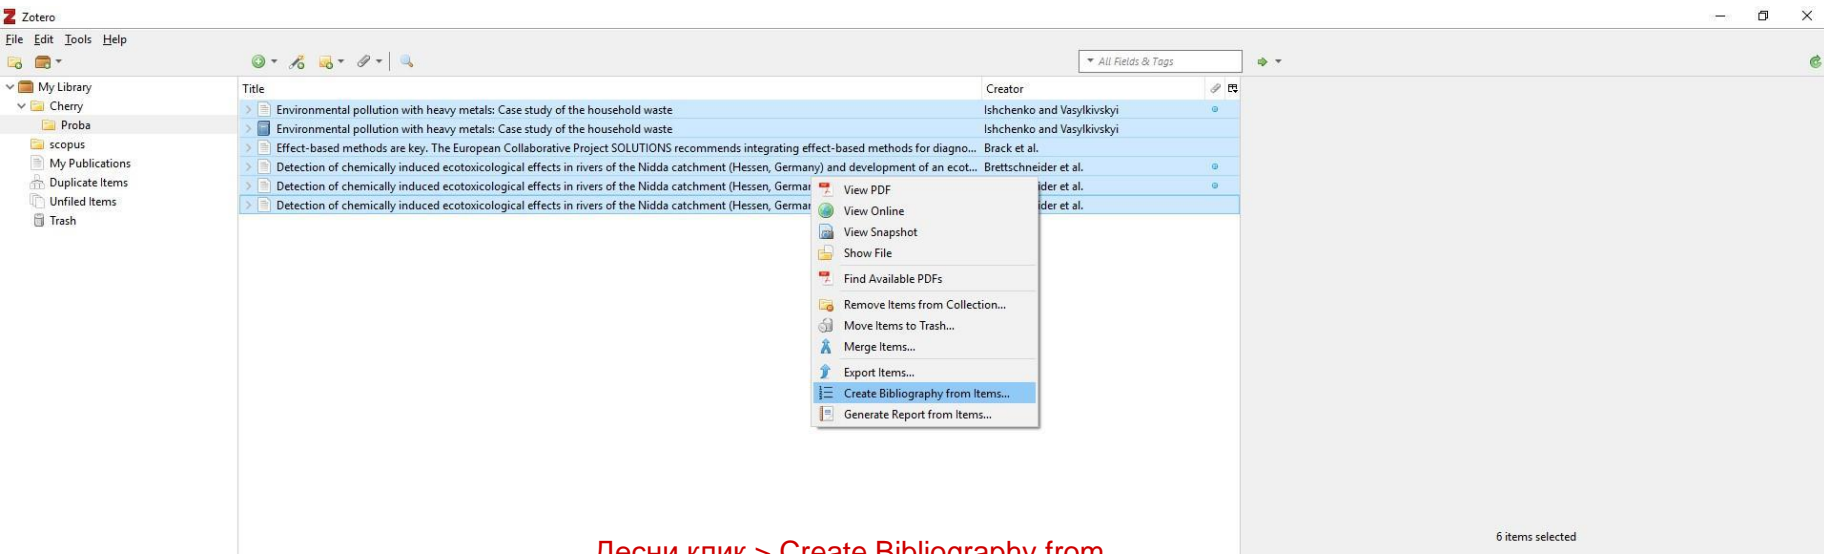 Zotero
File Edit Tools Help
All Fields & Tags
My Library
Cherry
Proba
scopus
My Publications
Duplicate Items
Unfiled Items
Trash
Title Creator
Environmental pollution with heavy metals: Case study of the household waste Ishchenko and Vasylkivskyi
Environmental pollution with heavy metals: Case study of the household waste Ishchenko and Vasylkivskyi
Effect-based methods are key. The European Collaborative Project SOLUTIONS recommends integrating effect-based methods for diagno... Brack et al.
Detection of chemically induced ecotoxicological effects in rivers of the Nidda catchment (Hessen, Germany) and development of an ecot... Brettschneider et al.
Detection of chemically induced ecotoxicological effects in rivers of the Nidda catchment (Hessen, Germa ider et al.
Detection of chemically induced ecotoxicological effects in rivers of the Nidda catchment (Hessen, Germa ider et al.
View PDF
View Online
View Snapshot
Show File
Find Available PDFs
Remove Items from Collection...
Move Items to Trash...
Merge Items...
Export Items...
Create Bibliography from Items...
Generate Report from Items...
6 items selected
Десни клик > Create Bibliography from